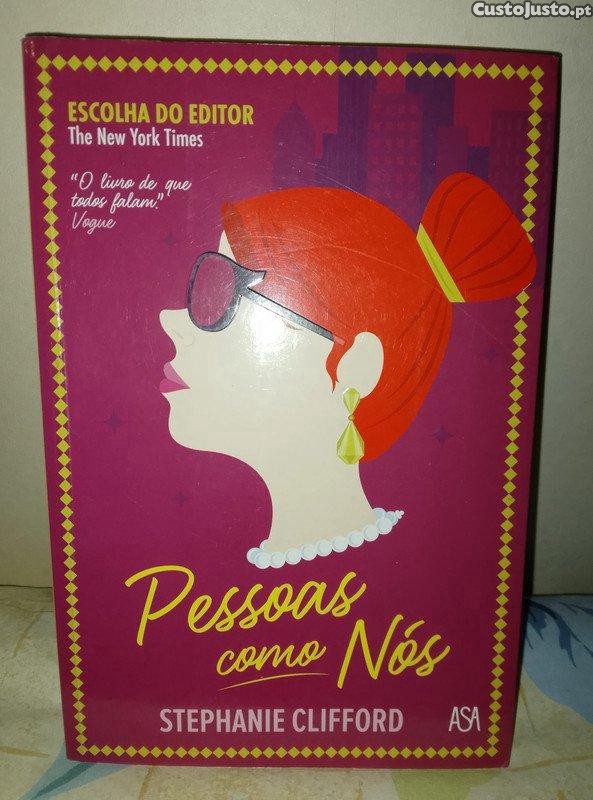 CustoJusto.pt
ESCOLHA DO EDITOR
The New York Times
"O livro de que
todos falam."
Vogue
Pessoas
como Nós
STEPHANIE CLIFFORD
ASA